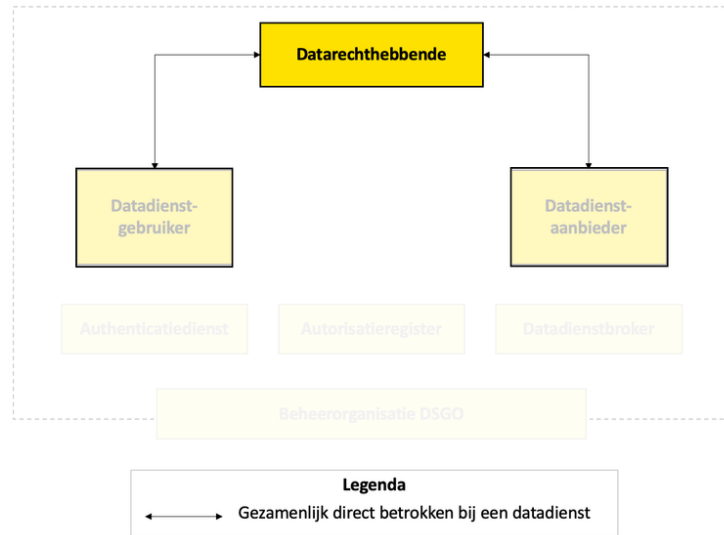 Datarechthebbende
Datadienst-
gebruiker
Datadienst-
aanbieder
Authenticatiedienst
Autorisatieregister
Datadienstbroker
Beheerorganisatie DSGO
Legenda
Gezamenlijk direct betrokken bij een datadienst